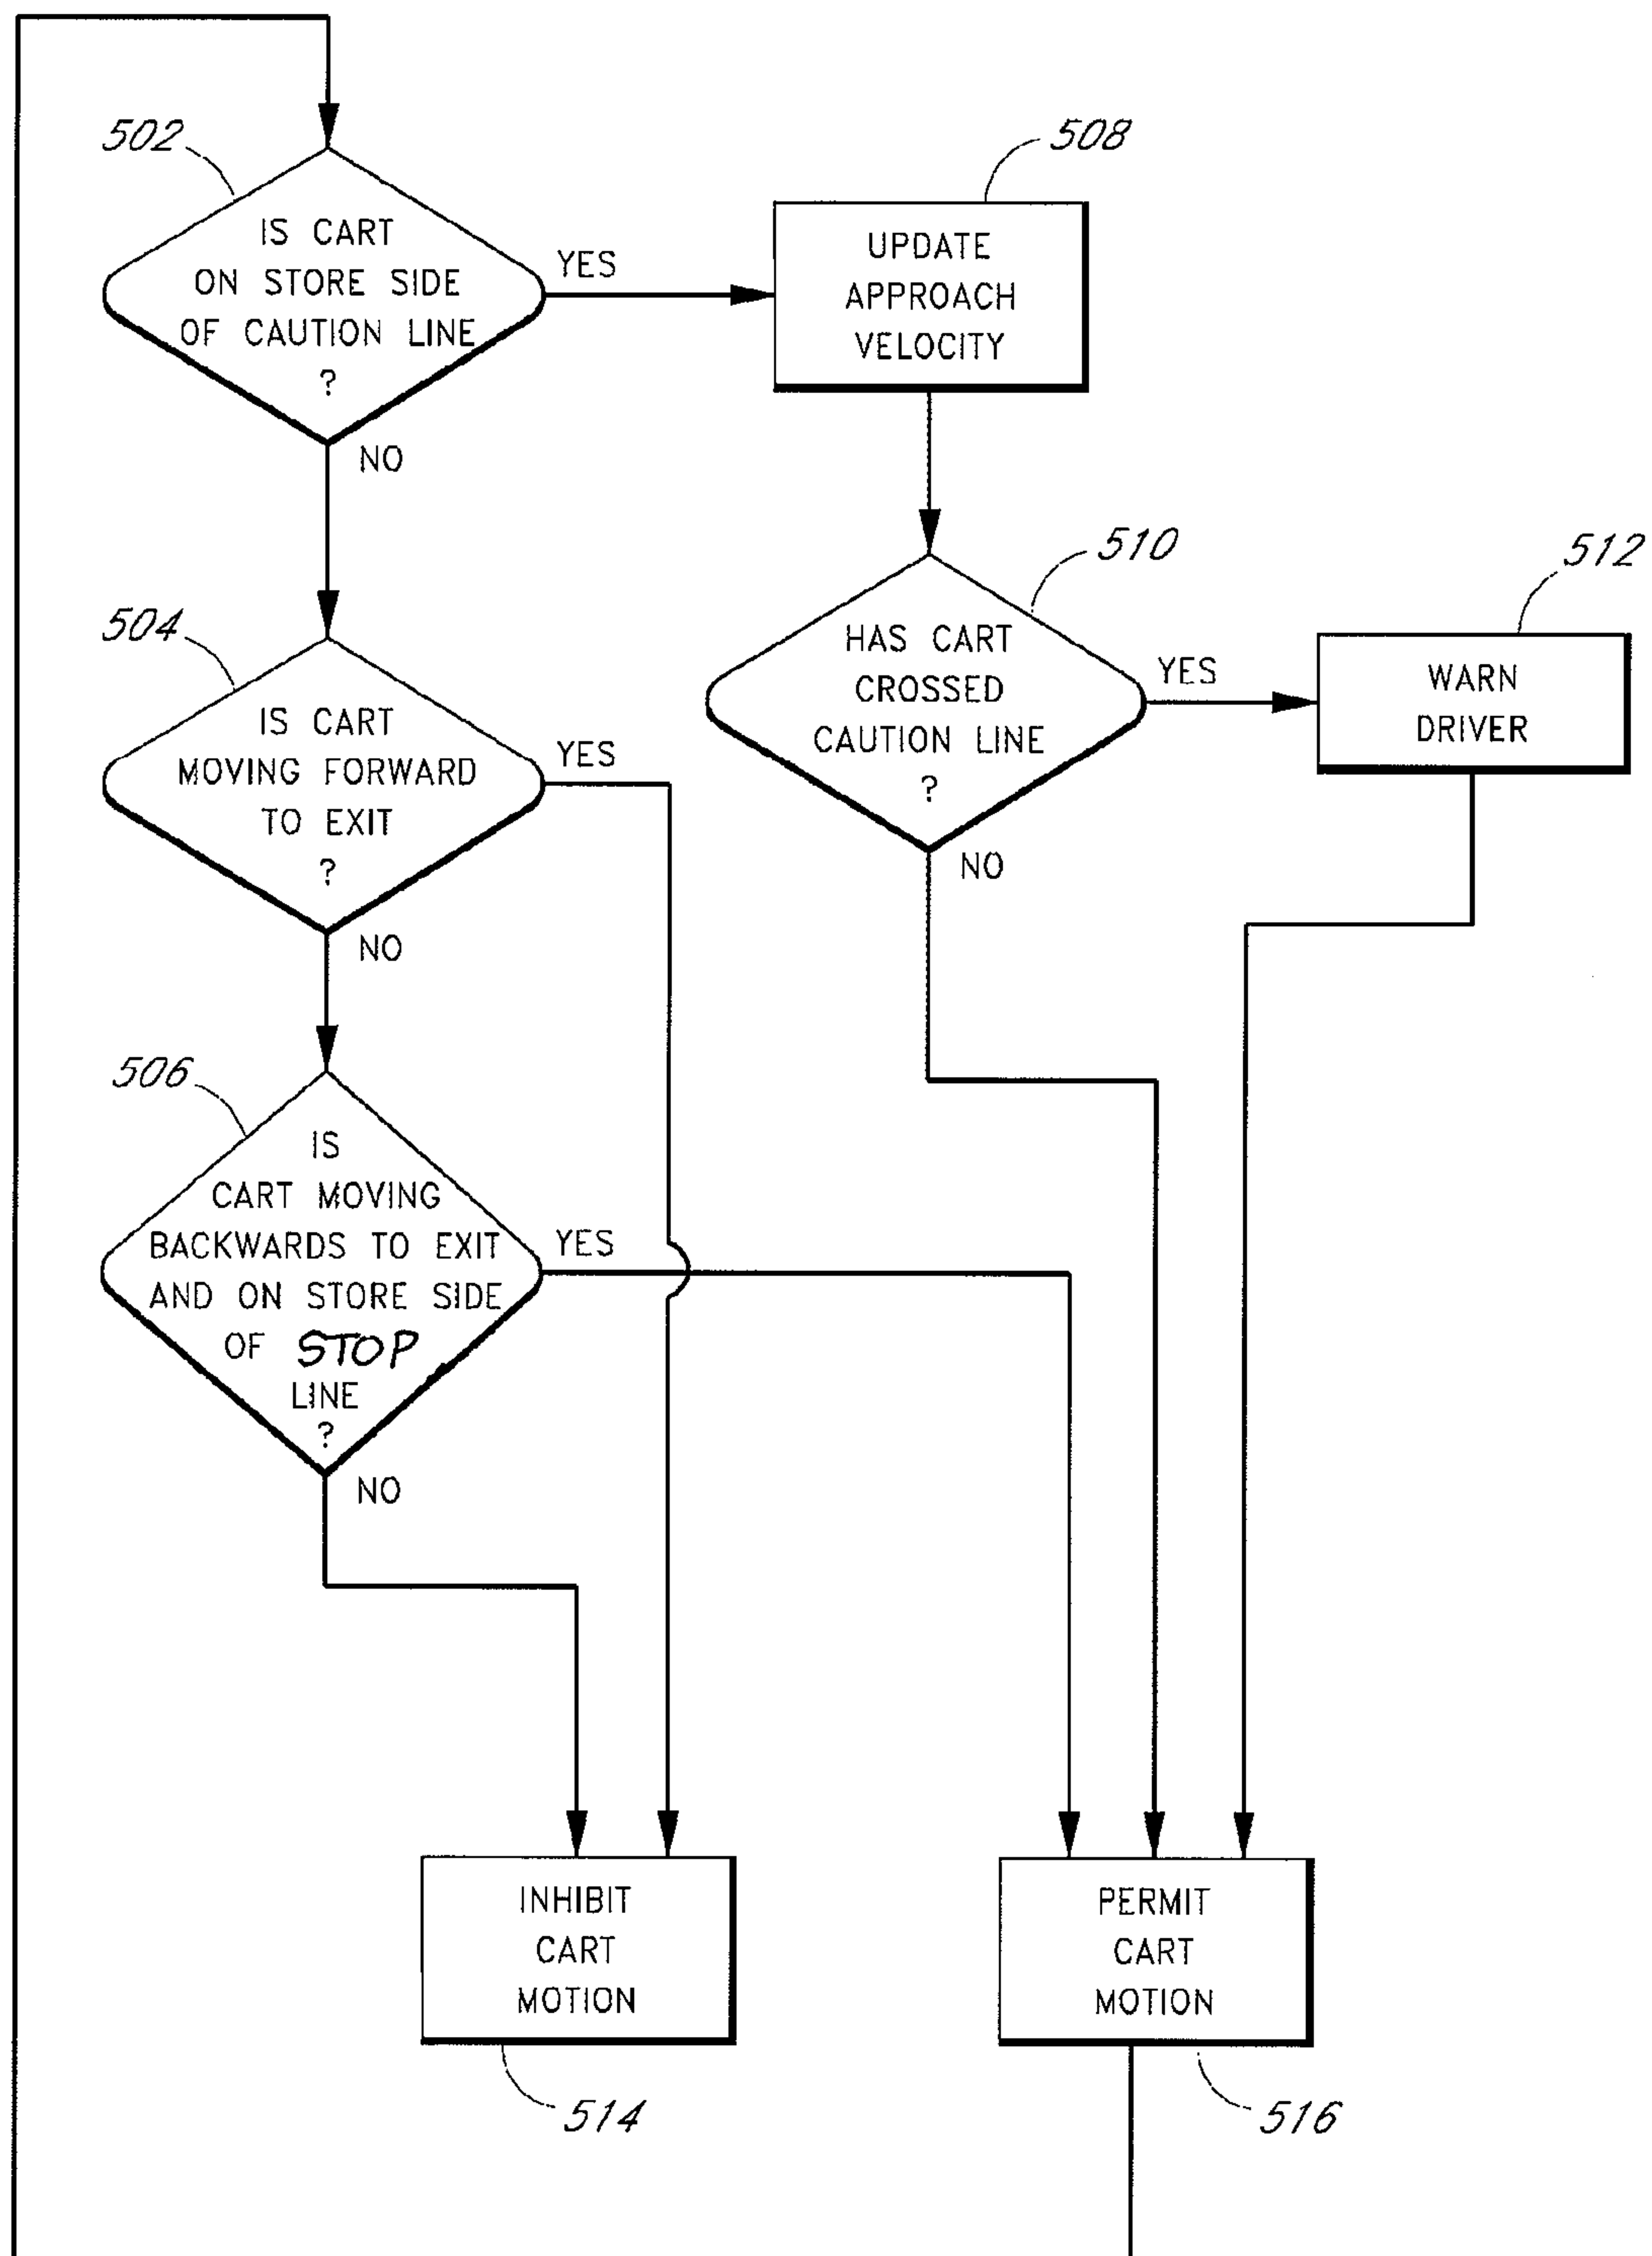 502
IS CART
ON STORE SIDE
OF CAUTION LINE
?
YES
NO
508
UPDATE
APPROACH
VELOCITY
510
HAS CART
CROSSED
CAUTION LINE
?
YES
NO
512
WARN
DRIVER
504
IS CART
MOVING FORWARD
TO EXIT
?
YES
NO
506
IS
CART MOVING
BACKWARDS TO EXIT
AND ON STORE SIDE
OF STOP
LINE
?
YES
NO
INHIBIT
CART
MOTION
514
PERMIT
CART
MOTION
516